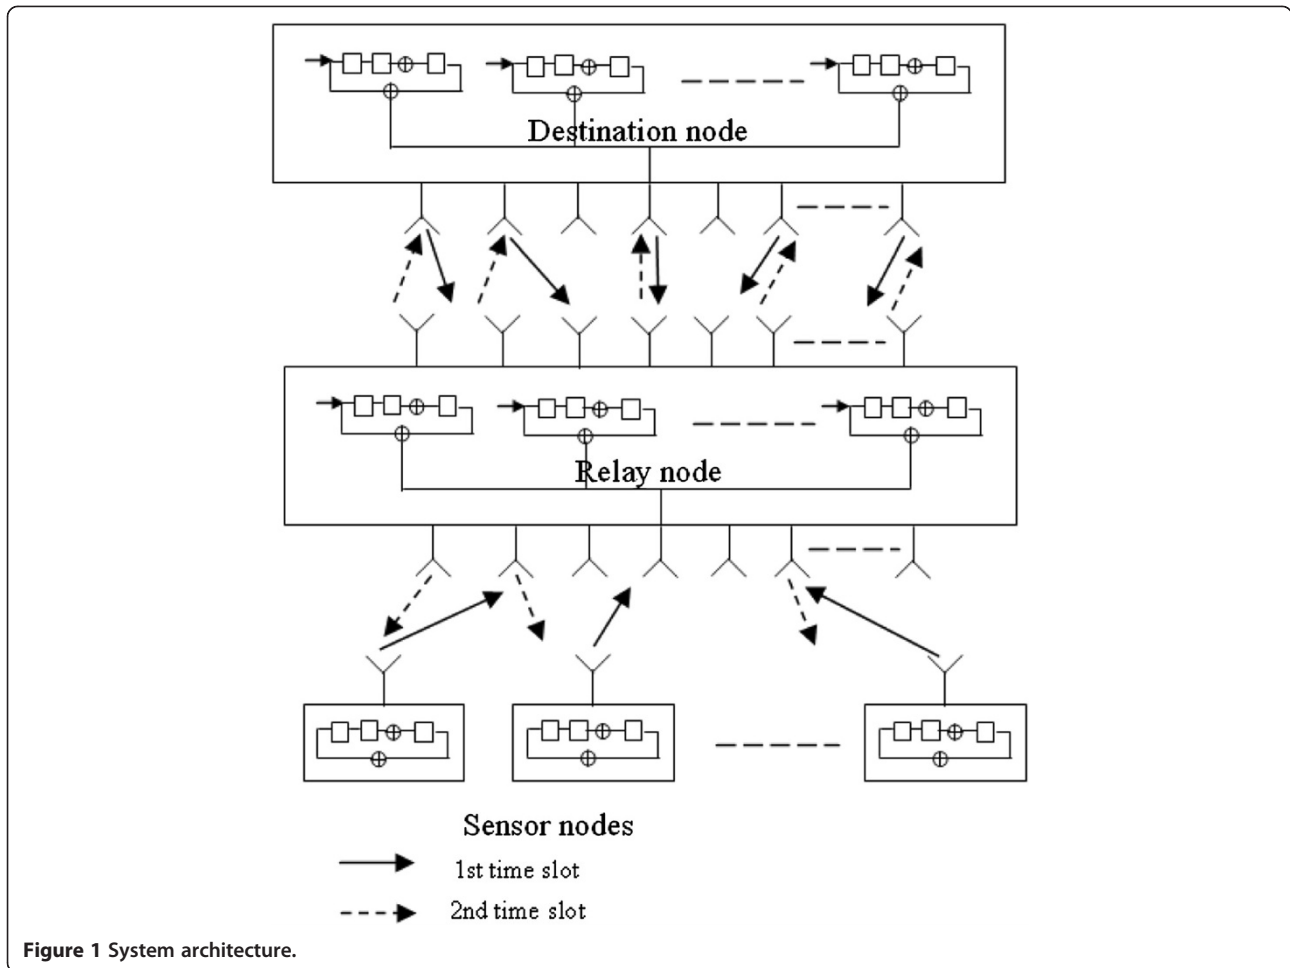 Destination node
Relay node
Sensor nodes
1st time slot
2nd time slot
Figure 1 System architecture.